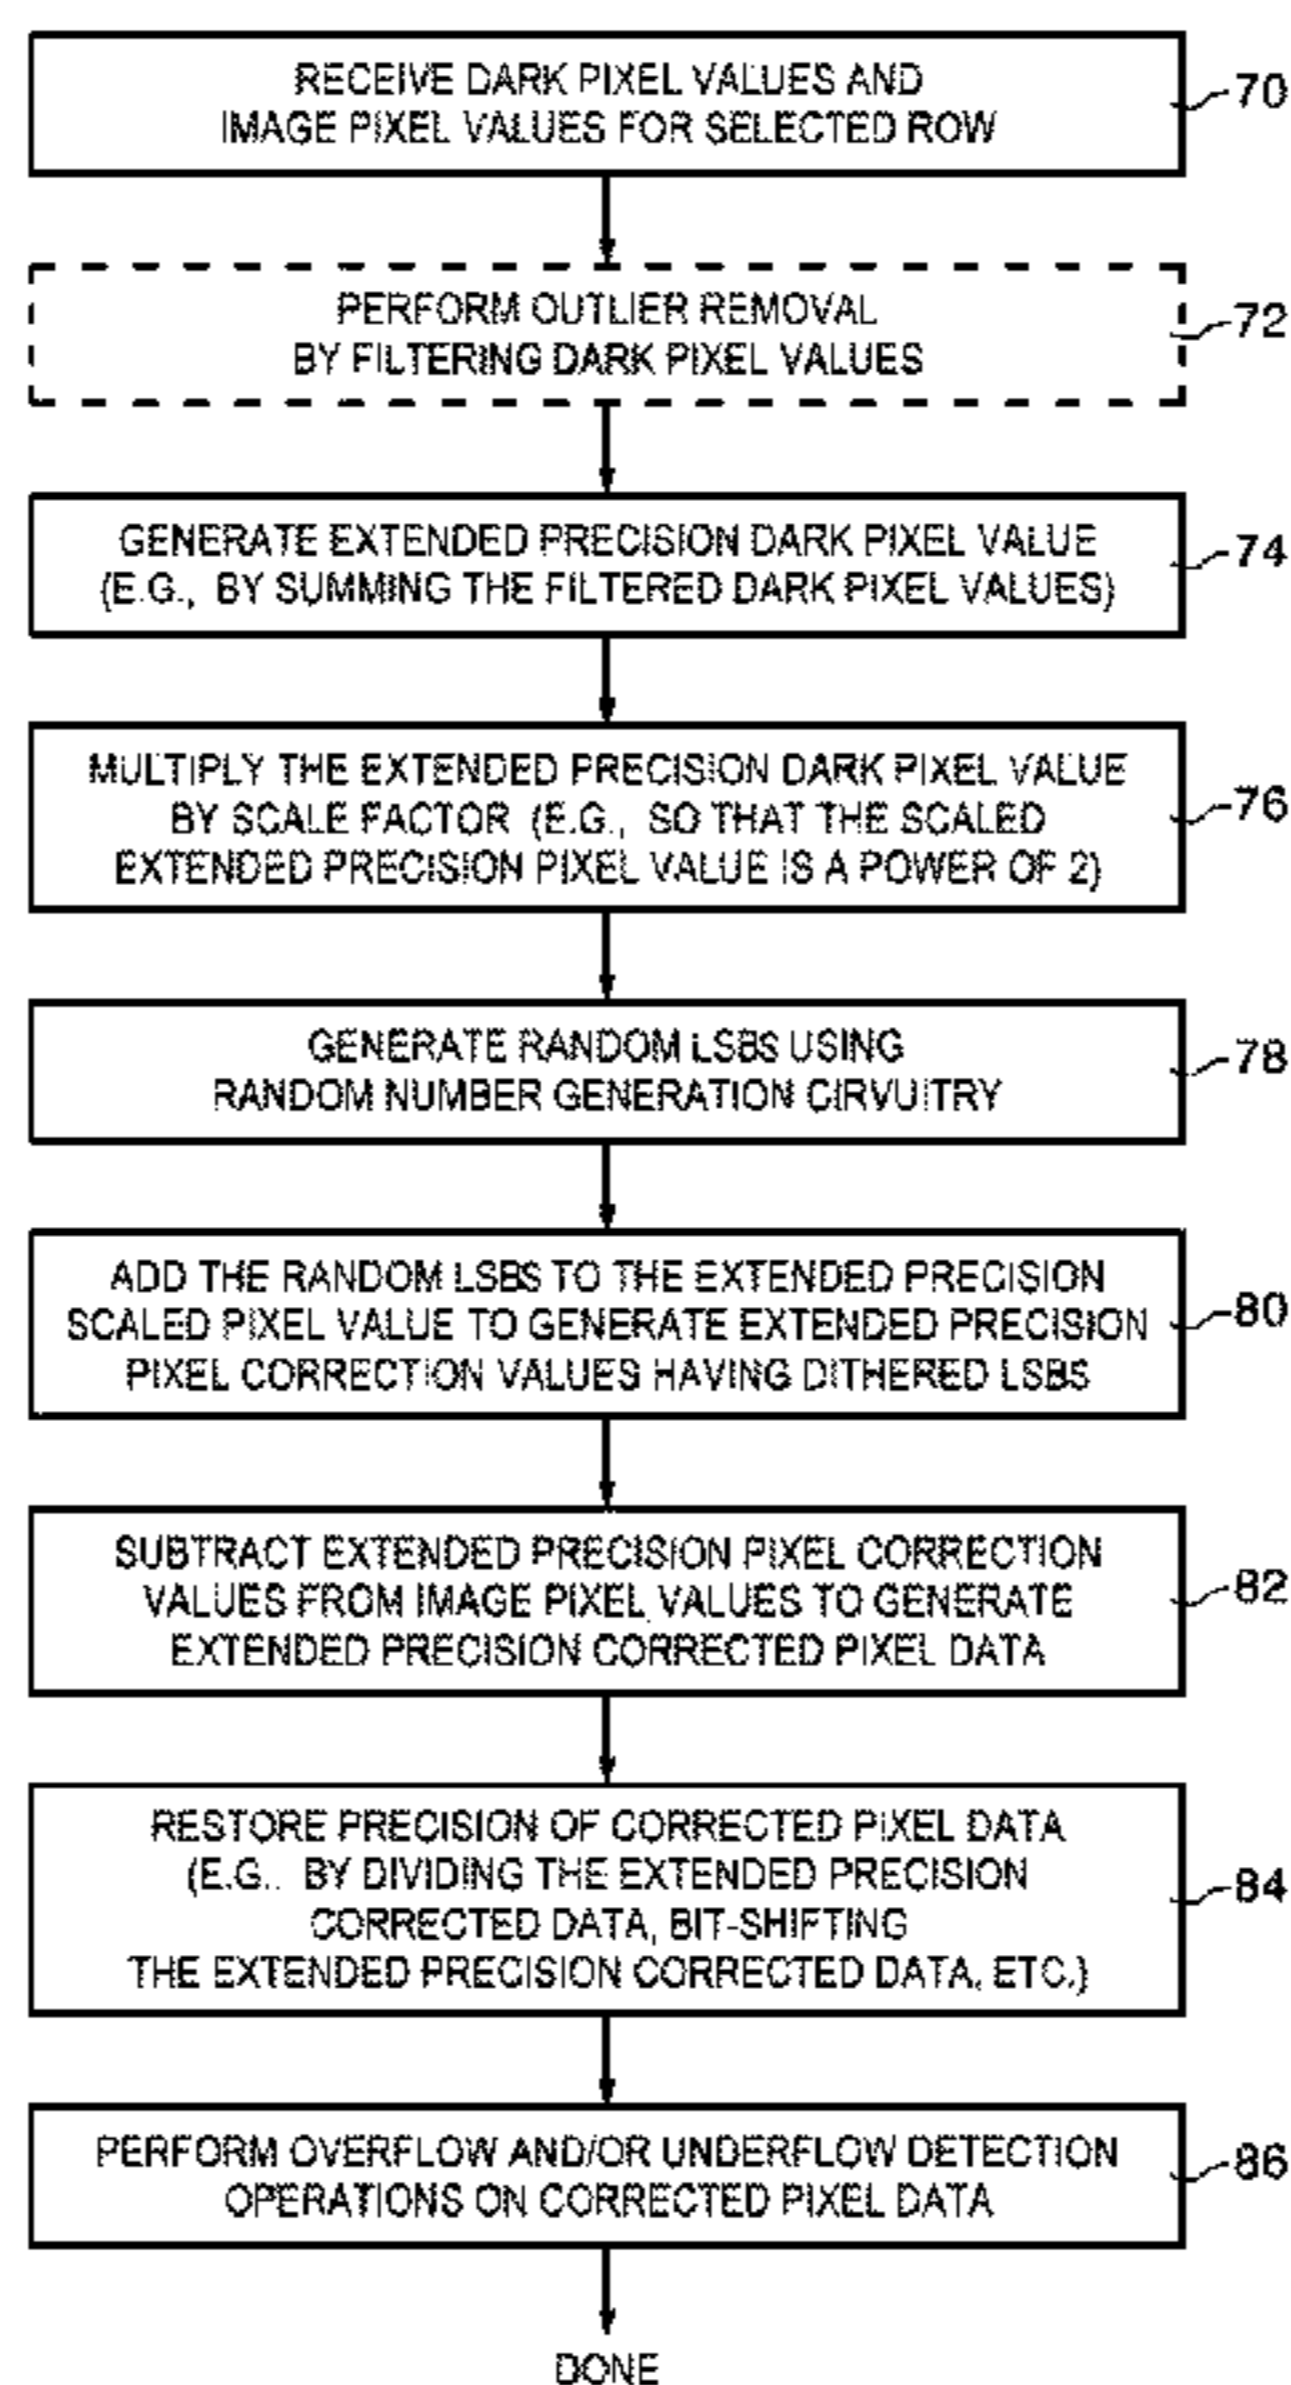 RECEIVE DARK PIXEL VALUES AND
IMAGE PIXEL VALUES FOR SELECTED ROW
70
PERFORM OUTLIER REMOVAL
BY FILTERING DARK PIXEL VALUES
72
GENERATE EXTENDED PRECISION DARK PIXEL VALUE
(E.G., BY SUMMING THE FILTERED DARK PIXEL VALUES)
74
MULTIPLY THE EXTENDED PRECISION DARK PIXEL VALUE
BY SCALE FACTOR (E.G., SO THAT THE SCALED
EXTENDED PRECISION PIXEL VALUE IS A POWER OF 2)
76
GENERATE RANDOM LSBS USING
RANDOM NUMBER GENERATION CIRVUITRY
78
ADD THE RANDOM LSBS TO THE EXTENDED PRECISION
SCALED PIXEL VALUE TO GENERATE EXTENDED PRECISION
PIXEL CORRECTION VALUES HAVING DITHERED LSBS
80
SUBTRACT EXTENDED PRECISION PIXEL CORRECTION
VALUES FROM IMAGE PIXEL VALUES TO GENERATE
EXTENDED PRECISION CORRECTED PIXEL DATA
82
RESTORE PRECISION OF CORRECTED PIXEL DATA
(E.G.. BY DIVIDING THE EXTENDED PRECISION
CORRECTED DATA, BIT-SHIFTING
THE EXTENDED PRECISION CORRECTED DATA, ETC.)
84
PERFORM OVERFLOW AND/OR UNDERFLOW DETECTION
OPERATIONS ON CORRECTED PIXEL DATA
86
DONE